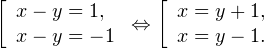 [ x − y = 1, ⇔ [ x = y + 1,
x − y = −1 x = y − 1.